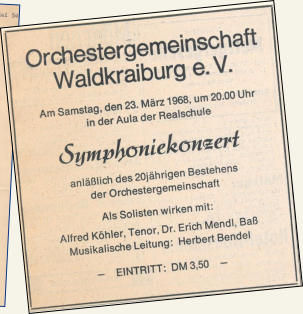 Orchestergemeinschaft
Waldkraiburg e. V.
Am Samstag, den 23. März 1968, um 20.00 Uhr
in der Aula der Realschule
Symphoniekonzert
anläßlich des 20jährigen Bestehens
der Orchestergemeinschaft
Als Solisten wirken mit:
Alfred Köhler, Tenor, Dr. Erich Mendl, Baß
Musikalische Leitung: Herbert Bendel
— EINTRITT: DM 3,50 —